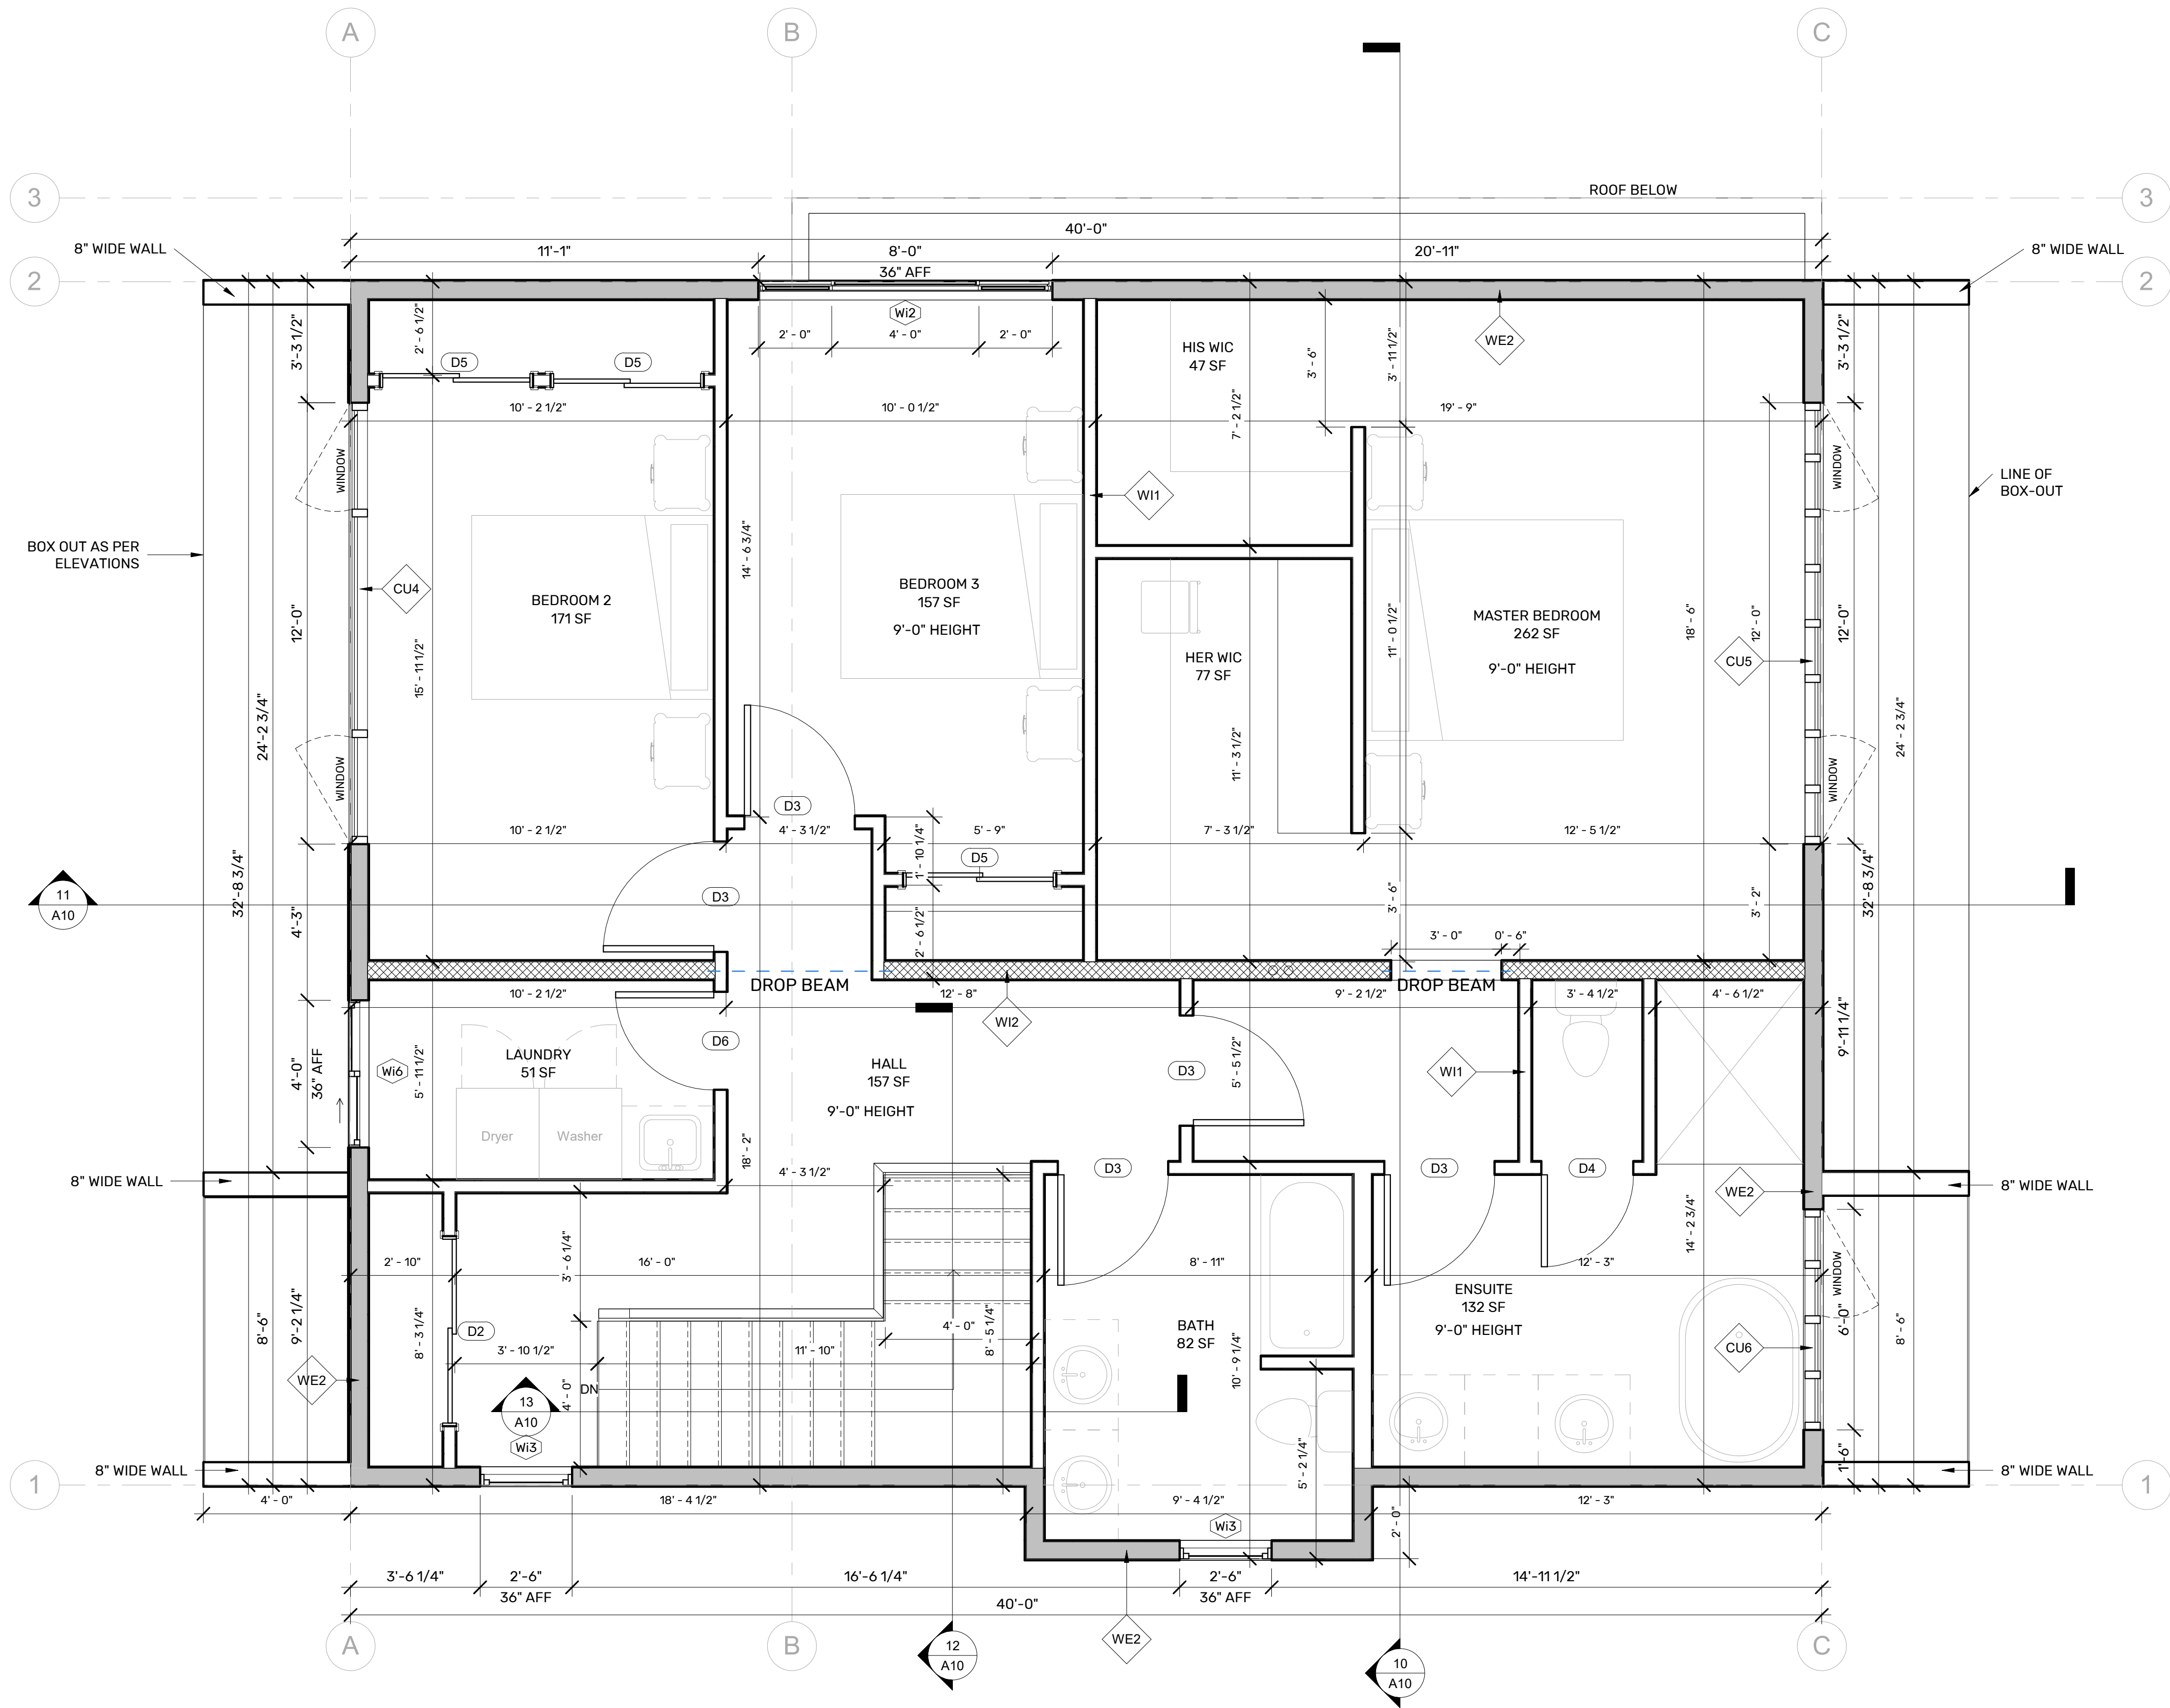 A
B
C
3
ROOF BELOW
3
40'-0"
8" WIDE WALL
11'-1"
8'-0"
20'-11"
8" WIDE WALL
36" AFF
2
2
Wi2
2' - 0"
4' - 0"
2' - 0"
WE2
3'-3 1/2"
2' - 6 1/2"
D5
D5
HIS WIC
47 SF
3' - 6"
3' - 11 1/2"
3'-3 1/2"
10' - 2 1/2"
10' - 0 1/2"
7' - 2 1/2"
19' - 9"
WINDOW
WINDOW
LINE OF
BOX-OUT
WI1
BOX OUT AS PER
ELEVATIONS
14' - 6 3/4"
CU4
BEDROOM 2
171 SF
BEDROOM 3
157 SF
9'-0" HEIGHT
12'-0"
15' - 11 1/2"
HER WIC
77 SF
11' - 0 1/2"
MASTER BEDROOM
262 SF
9'-0" HEIGHT
18' - 6"
12' - 0"
12'-0"
CU5
24'-2 3/4"
24' - 2 3/4"
11' - 3 1/2"
WINDOW
WINDOW
D3
10' - 2 1/2"
4' - 3 1/2"
5' - 9"
7' - 3 1/2"
12' - 5 1/2"
1' - 10 1/4"
D5
32'-8 3/4"
32'-8 3/4"
11
A10
D3
4'-3"
2' - 6 1/2"
3' - 6"
3' - 2"
3' - 0"
0' - 6"
DROP BEAM
DROP BEAM
10' - 2 1/2"
12' - 8"
9' - 2 1/2"
3' - 4 1/2"
4' - 6 1/2"
WI2
9'-11 1/4"
D6
LAUNDRY
51 SF
HALL
157 SF
9'-0" HEIGHT
4'-0"
36" AFF
Wi6
5' - 11 1/2"
5' - 5 1/2"
D3
WI1
Dryer
Washer
18' - 2"
4' - 3 1/2"
D3
D3
D4
8" WIDE WALL
8" WIDE WALL
WE2
14' - 2 3/4"
2' - 10"
3' - 6 1/4"
16' - 0"
8' - 11"
12' - 3"
WINDOW
ENSUITE
132 SF
9'-0" HEIGHT
8'-6"
9'-2 1/4"
8' - 3 1/4"
D2
4' - 0"
8' - 5 1/4"
BATH
82 SF
6'-0"
8' - 6"
CU6
3' - 10 1/2"
11' - 10"
10' - 9 1/4"
WE2
DN
4' - 0"
13
A10
Wi3
5' - 2 1/4"
1'-6"
8" WIDE WALL
8" WIDE WALL
1
1
4' - 0"
18' - 4 1/2"
9' - 4 1/2"
12' - 3"
Wi3
2' - 0"
3'-6 1/4"
2'-6"
36" AFF
16'-6 1/4"
2'-6"
36" AFF
14'-11 1/2"
40'-0"
A
B
C
12
A10
WE2
10
A10